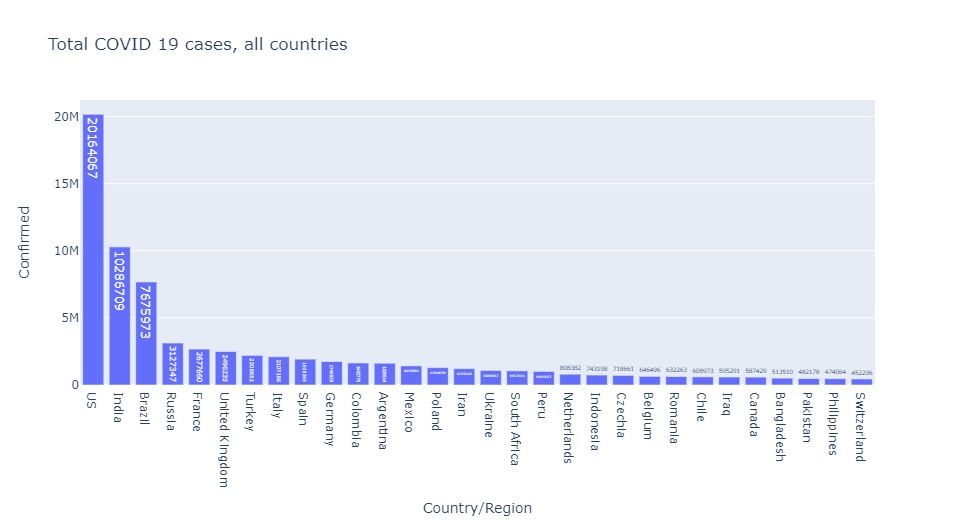 Total COVID 19 cases, all countries
20M
15M
10M
5M
0
Confirmed
20164067
10286709
7675973
3127347
2677660
2496235
2107166
808382
743198
718661
646496
632263
608973
595291
587429
513510
482178
474064
452296
US
India
Brazil
Russia
France
United Kingdom
Turkey
Italy
Spain
Germany
Colombia
Argentina
Mexico
Poland
Iran
Ukraine
South Africa
Peru
Netherlands
Indonesia
Czechia
Belgium
Romania
Chile
Iraq
Canada
Bangladesh
Pakistan
Philippines
Switzerland
Country/Region